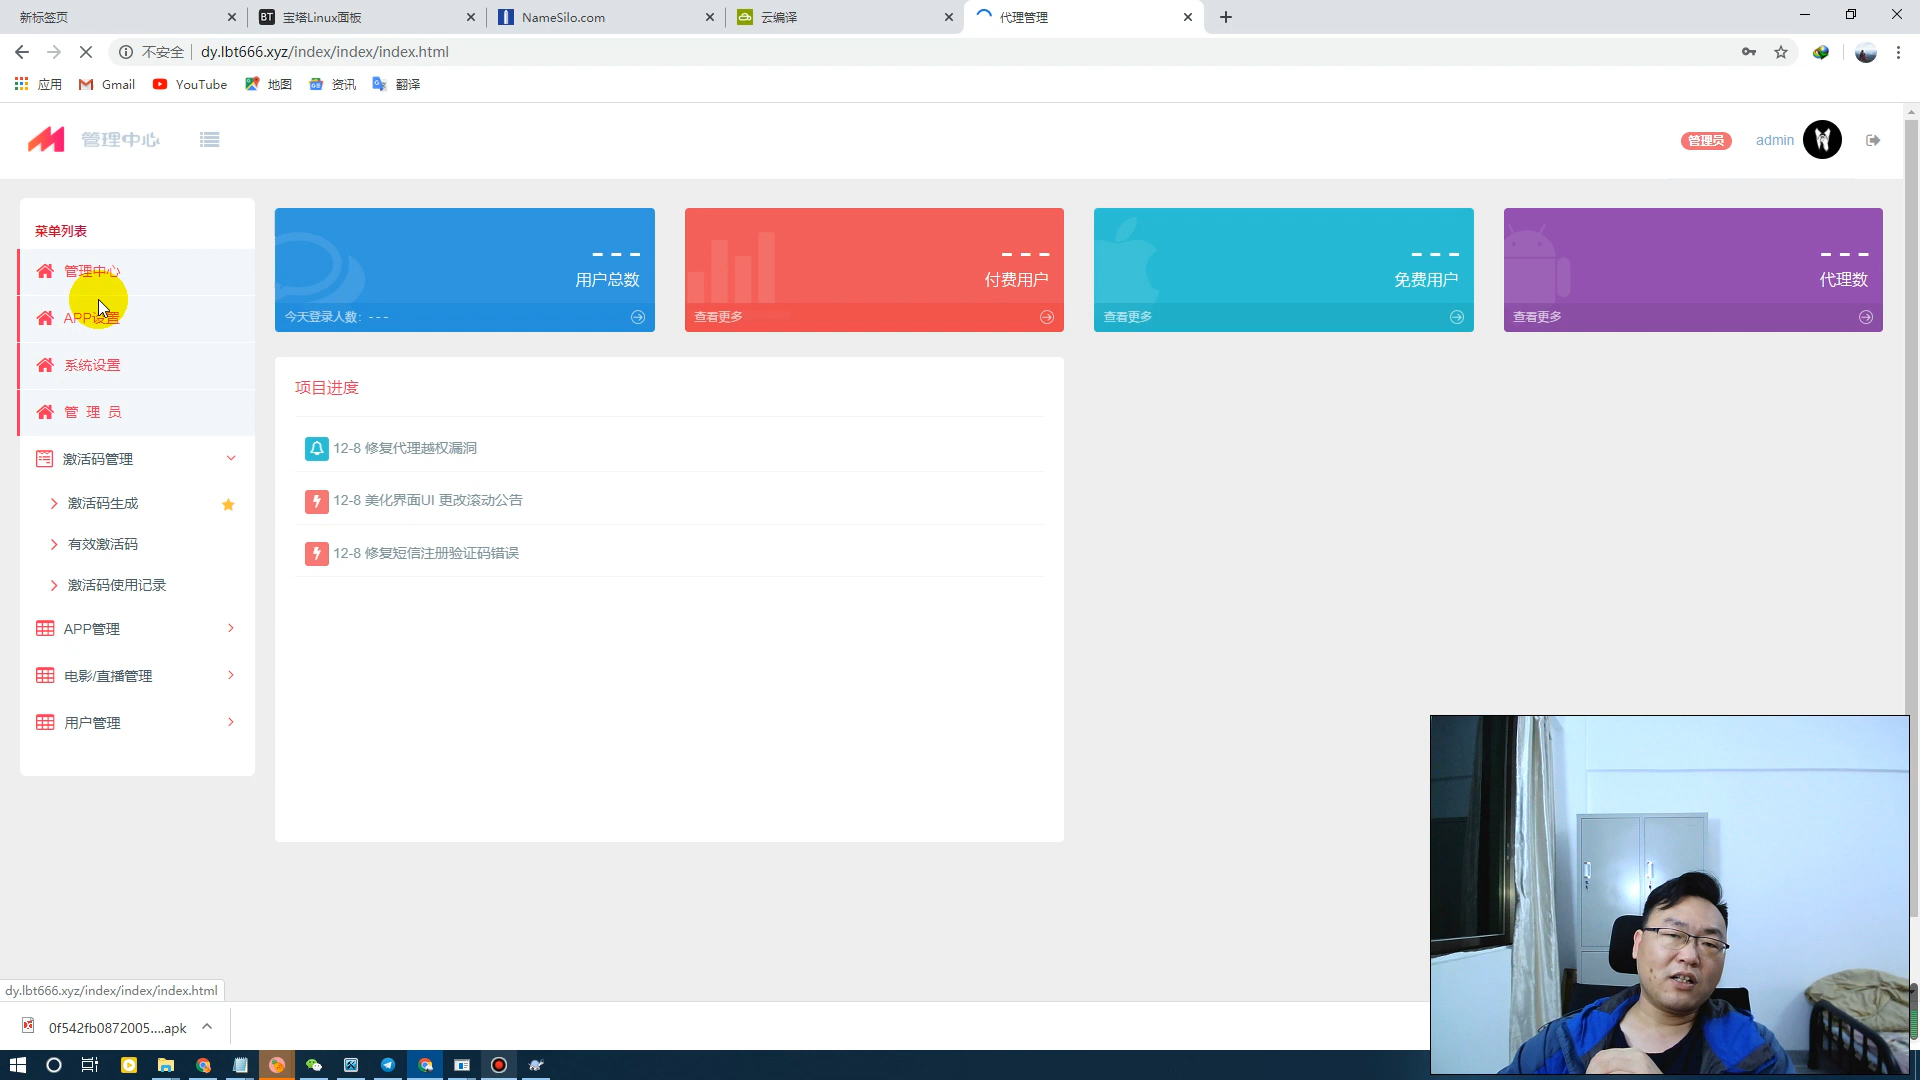 新标签页
BT 宝塔Linux面板
NameSilo.com
云编译
代理管理
不安全 dy.lbt666.xyz/index/index/index.html
应用 Gmail YouTube 地图 资讯 翻译
管理中心
管理员 admin
菜单列表
管理中心
APP设置
系统设置
管 理 员
激活码管理
激活码生成
有效激活码
激活码使用记录
APP管理
电影/直播管理
用户管理
- - -
用户总数
今天登录人数: - - -
- - -
付费用户
查看更多
- - -
免费用户
查看更多
- - -
代理数
查看更多
项目进度
12-8 修复代理越权漏洞
12-8 美化界面UI 更改滚动公告
12-8 修复短信注册验证码错误
dy.lbt666.xyz/index/index/index.html
0f542fb0872005....apk